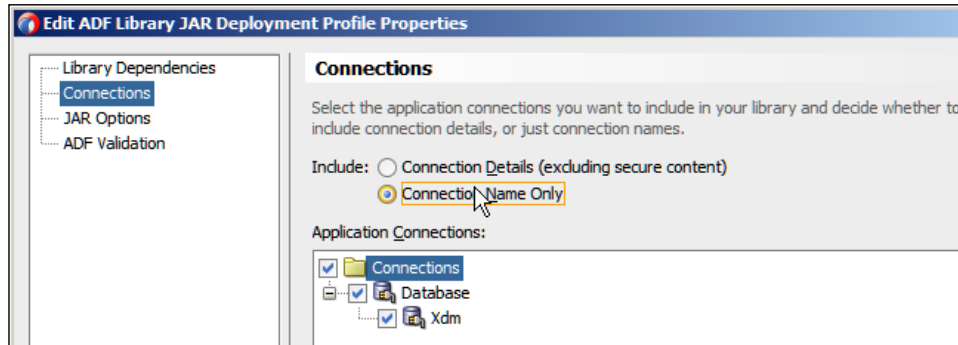 Edit ADF Library JAR Deployment Profile Properties
Library Dependencies
Connections
JAR Options
ADF Validation
Connections
Select the application connections you want to include in your library and decide whether to
include connection details, or just connection names.
Include:
Connection Details (excluding secure content)
Connection Name Only
Application Connections:
Connections
Database
Xdm